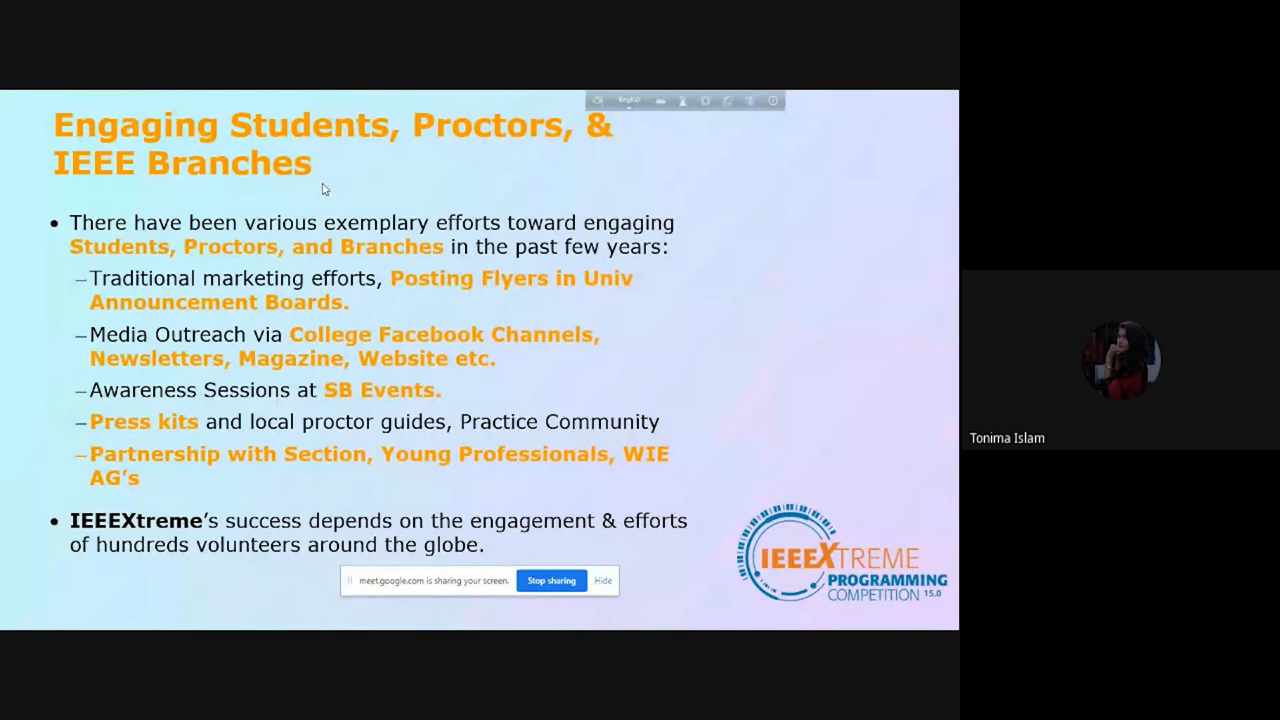 English
Engaging Students, Proctors, &
IEEE Branches
• There have been various exemplary efforts toward engaging
Students, Proctors, and Branches in the past few years:
–Traditional marketing efforts, Posting Flyers in Univ
Announcement Boards.
–Media Outreach via College Facebook Channels,
Newsletters, Magazine, Website etc.
–Awareness Sessions at SB Events.
–Press kits and local proctor guides, Practice Community
–Partnership with Section, Young Professionals, WIE
AG’s
• IEEEXtreme’s success depends on the engagement & efforts
of hundreds volunteers around the globe.
meet.google.com is sharing your screen. Stop sharing Hide
IEEEXTREME
PROGRAMMING
COMPETITION 15.0
Tonima Islam